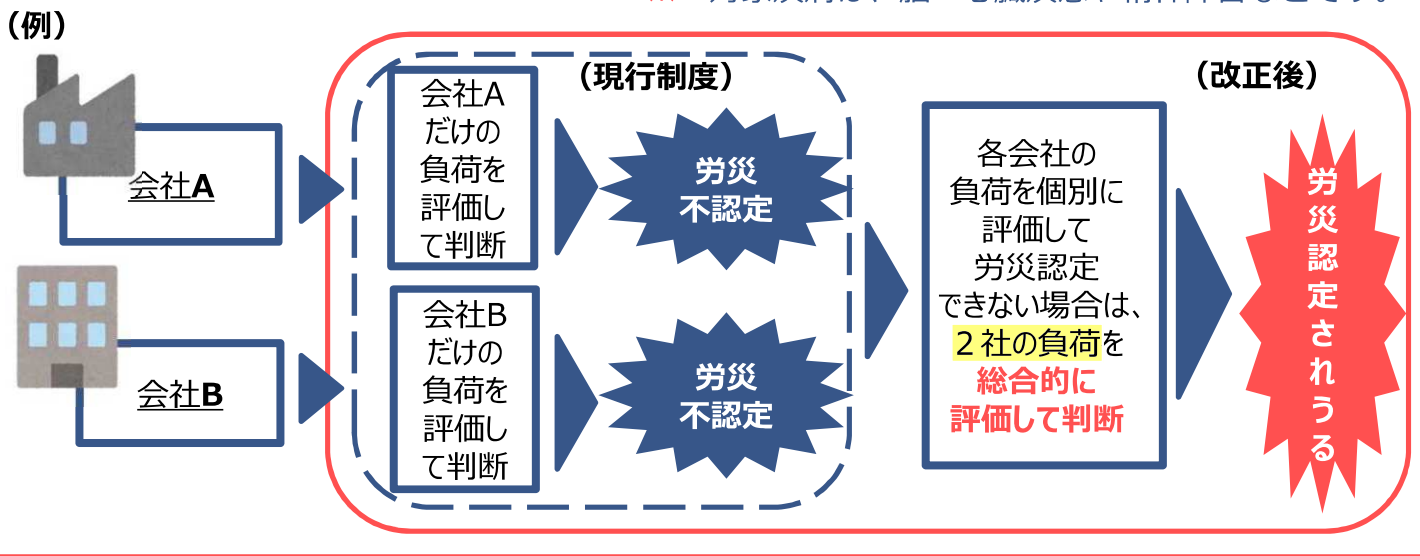 (例)
(現行制度)
(改正後)
会社A
会社A
だけの
負荷を
評価し
て判断
労災
不認定
会社B
会社B
だけの
負荷を
評価し
て判断
労災
不認定
各会社の
負荷を個別に
評価して
労災認定
できない場合は、
2社の負荷を
総合的に
評価して判断
労災認定されうる